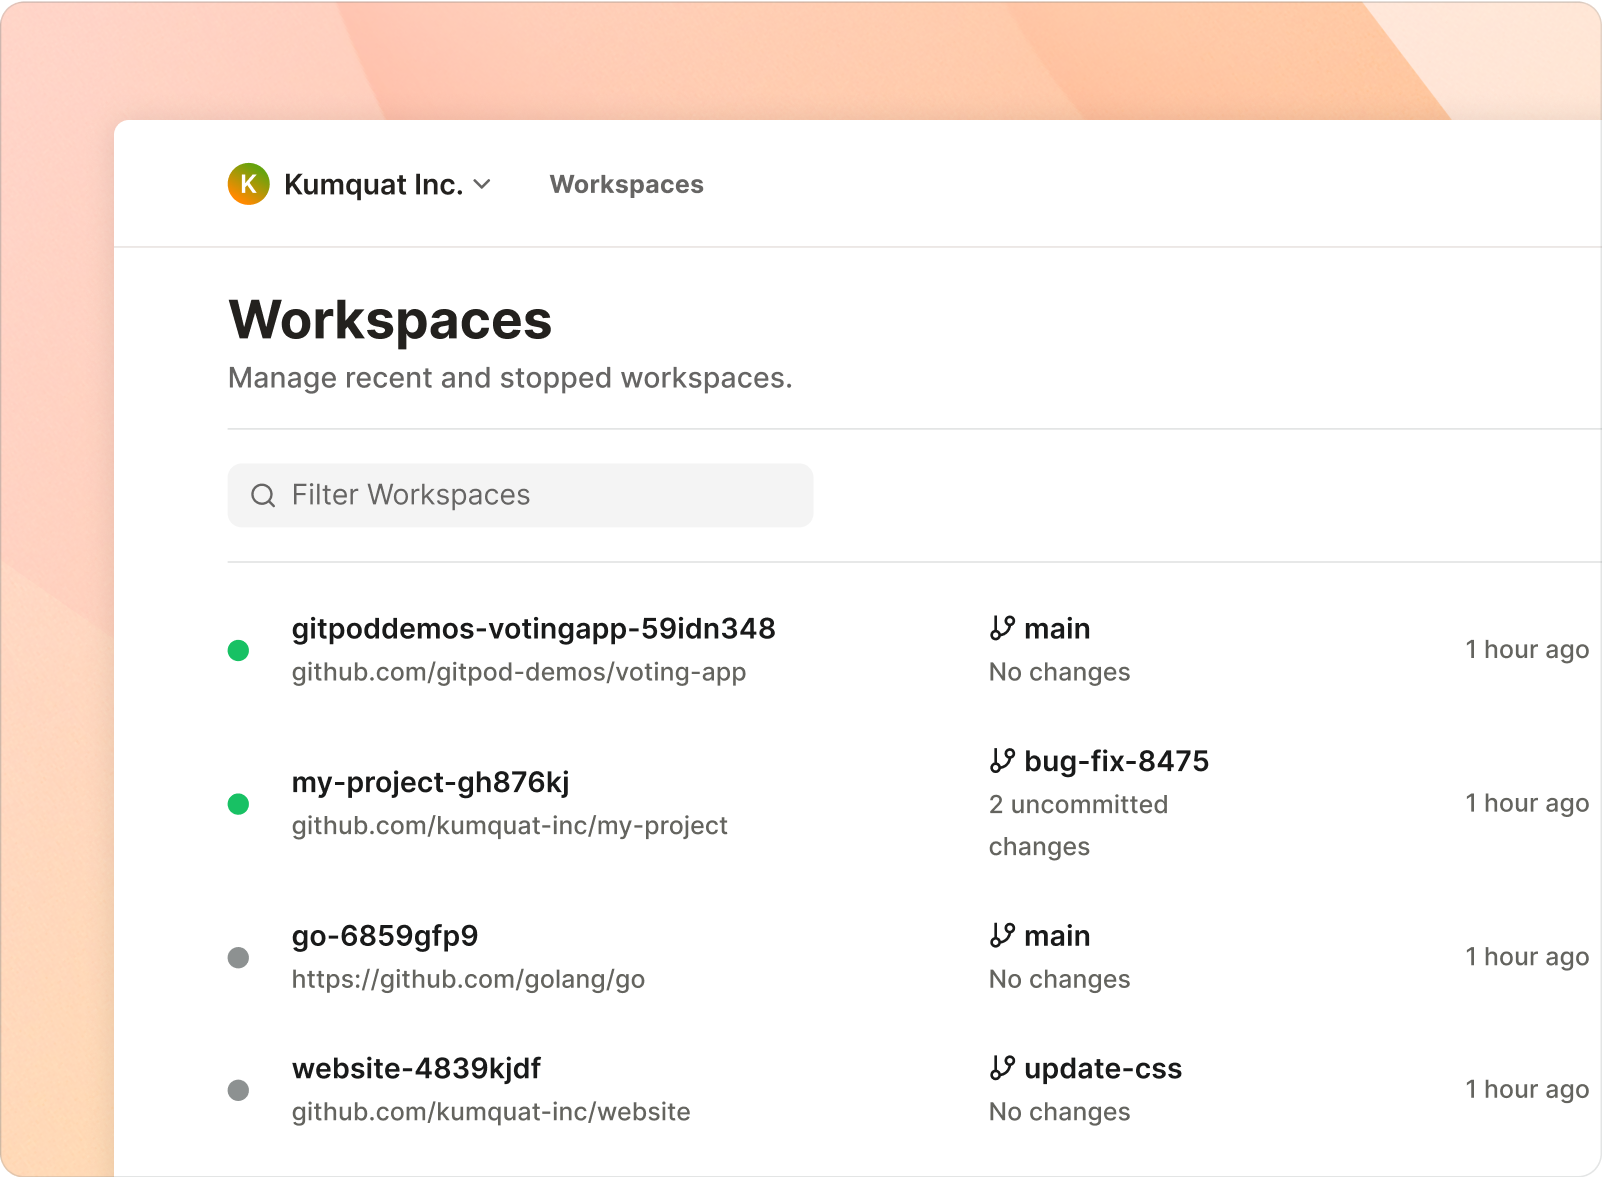 K Kumquat Inc. Workspaces
Workspaces
Manage recent and stopped workspaces.
Filter Workspaces
gitpoddemos-votingapp-59idn348
github.com/gitpod-demos/voting-app
main
No changes
1 hour ago
my-project-gh876kj
github.com/kumquat-inc/my-project
bug-fix-8475
2 uncommitted
changes
1 hour ago
go-6859gfp9
https://github.com/golang/go
main
No changes
1 hour ago
website-4839kjdf
github.com/kumquat-inc/website
update-css
No changes
1 hour ago